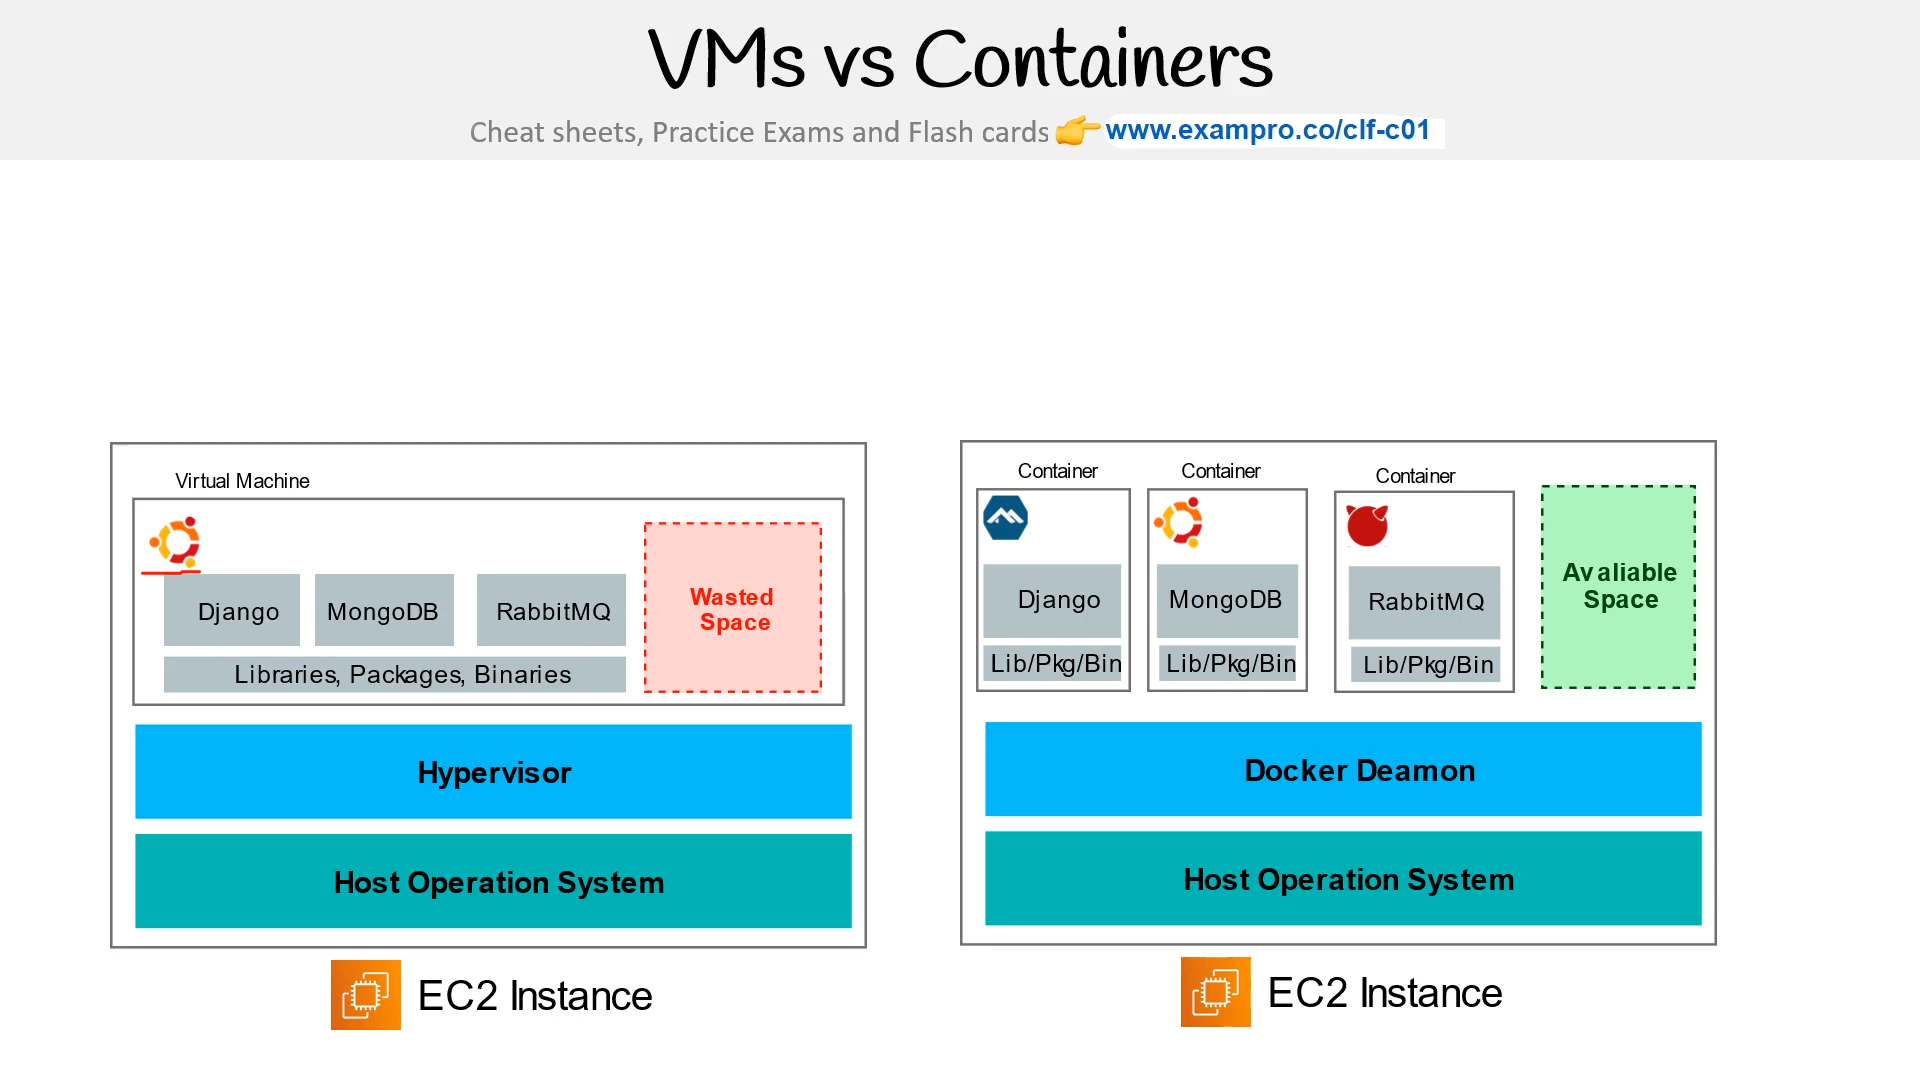 VMs vs Containers
Cheat sheets, Practice Exams and Flash cards www.exampro.co/clf-c01
Virtual Machine
Django
MongoDB
RabbitMQ
Libraries, Packages, Binaries
Wasted
Space
Hypervisor
Host Operation System
EC2 Instance
Container
Django
Lib/Pkg/Bin
Container
MongoDB
Lib/Pkg/Bin
Container
RabbitMQ
Lib/Pkg/Bin
Avaliable
Space
Docker Deamon
Host Operation System
EC2 Instance